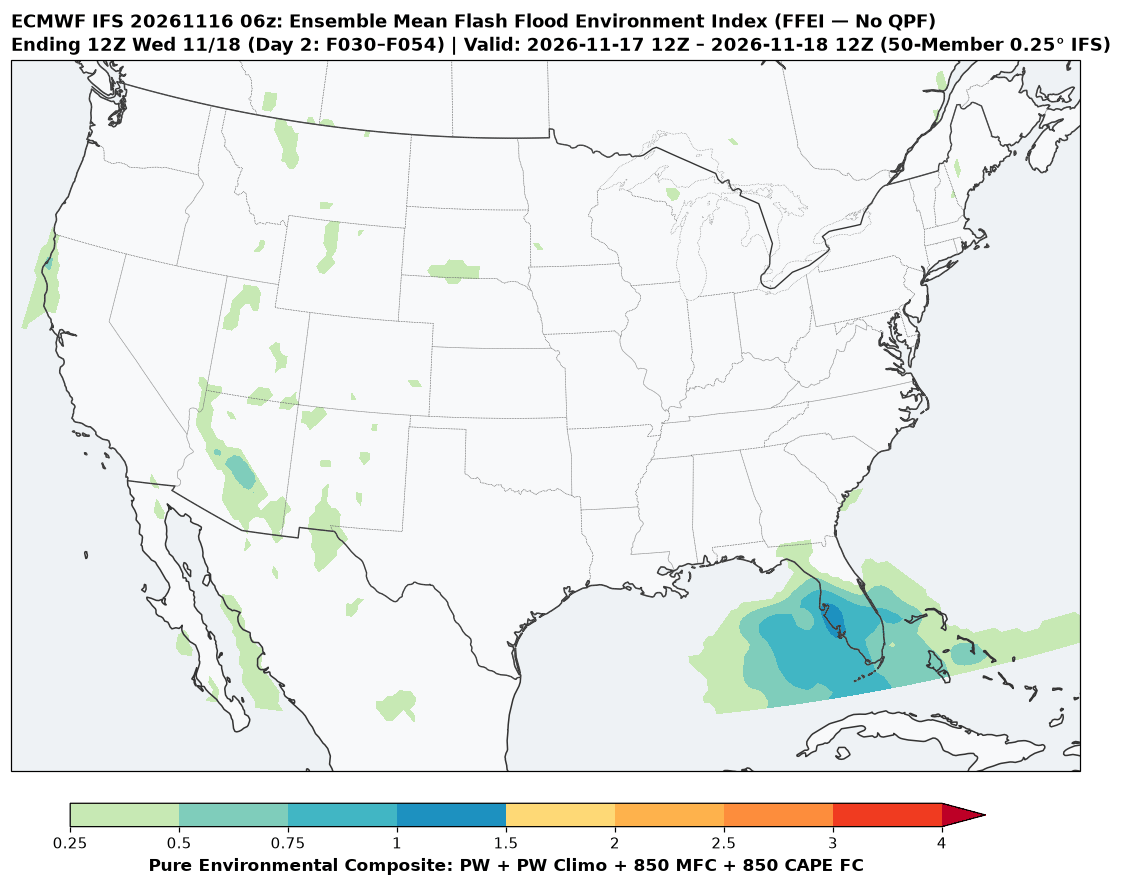 ECMWF IFS 20261116 06z: Ensemble Mean Flash Flood Environment Index (FFEI — No QPF)
Ending 12Z Wed 11/18 (Day 2: F030–F054) | Valid: 2026-11-17 12Z – 2026-11-18 12Z (50-Member 0.25° IFS)
0.25 0.5 0.75 1 1.5 2 2.5 3 4
Pure Environmental Composite: PW + PW Climo + 850 MFC + 850 CAPE FC